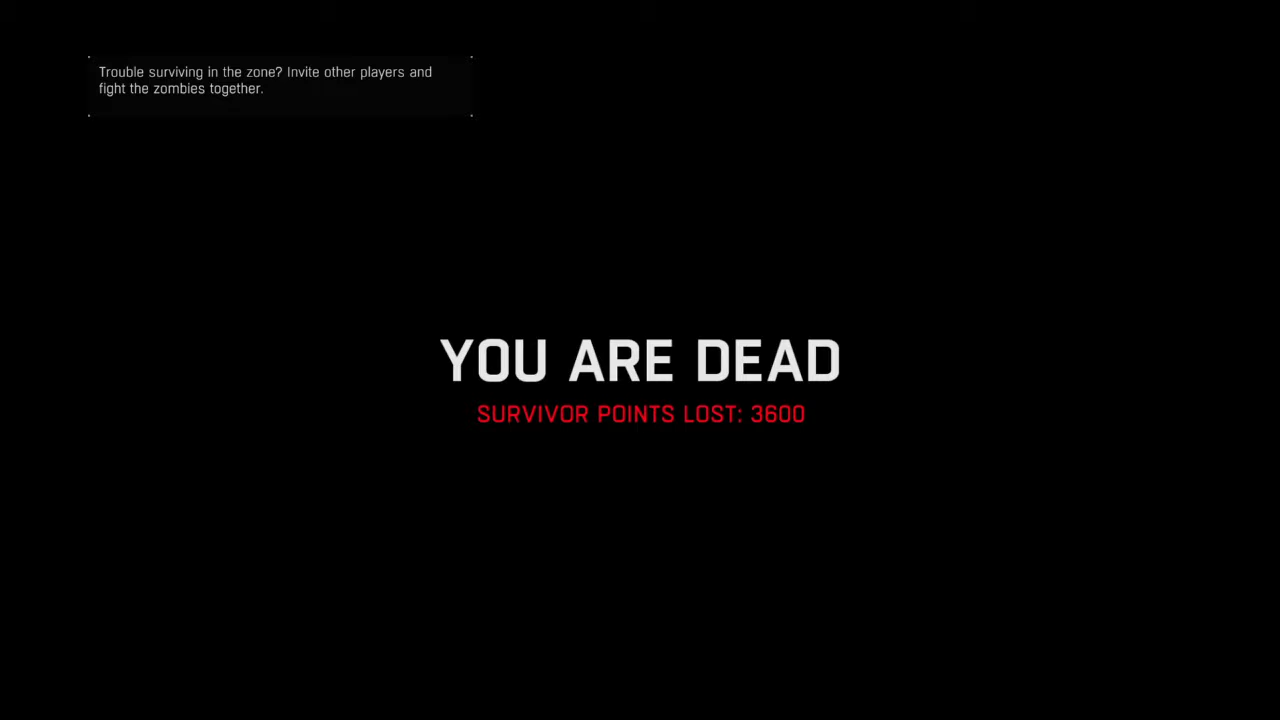 Trouble surviving in the zone? Invite other players and
fight the zombies together.
YOU ARE DEAD
SURVIVOR POINTS LOST: 3600